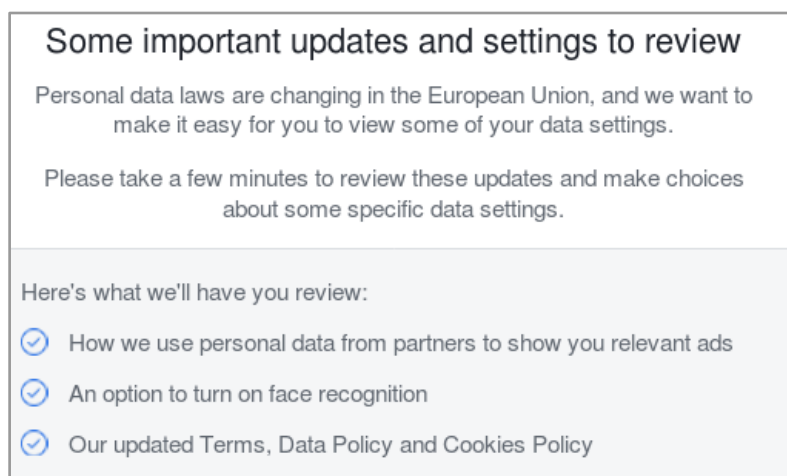 Some important updates and settings to review
Personal data laws are changing in the European Union, and we want to
make it easy for you to view some of your data settings.
Please take a few minutes to review these updates and make choices
about some specific data settings.
Here's what we'll have you review:
How we use personal data from partners to show you relevant ads
An option to turn on face recognition
Our updated Terms, Data Policy and Cookies Policy